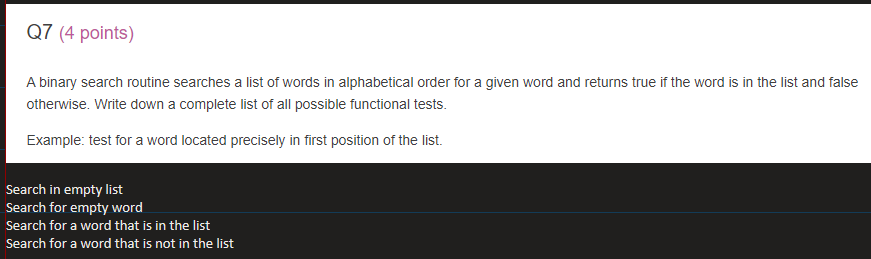 Q7 (4 points)
A binary search routine searches a list of words in alphabetical order for a given word and returns true if the word is in the list and false
otherwise. Write down a complete list of all possible functional tests.
Example: test for a word located precisely in first position of the list.
Search in empty list
Search for empty word
Search for a word that is in the list
Search for a word that is not in the list